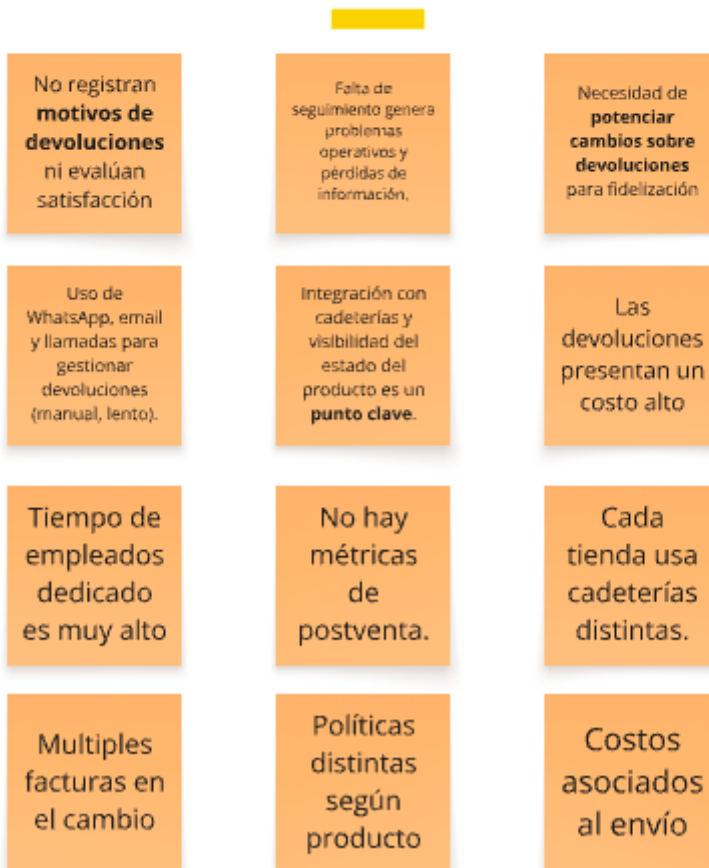 No registran
motivos de
devoluciones
ni evalúan
satisfacción
Falta de
seguimiento genera
problemas
operativos y
pérdidas de
información,
Necesidad de
potenciar
cambios sobre
devoluciones
para fidelización
Uso de
WhatsApp, email
y llamadas para
gestionar
devoluciones
(manual, lento).
Integración con
cadeterías y
visibilidad del
estado del
producto es un
punto clave.
Las
devoluciones
presentan un
costo alto
Tiempo de
empleados
dedicado
es muy alto
No hay
métricas
de
postventa.
Cada
tienda usa
cadeterías
distintas.
Multiples
facturas en
el cambio
Políticas
distintas
según
producto
Costos
asociados
al envío